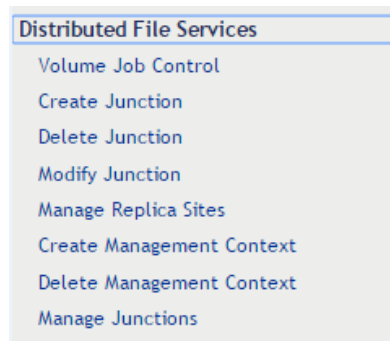 Distributed File Services
Volume Job Control
Create Junction
Delete Junction
Modify Junction
Manage Replica Sites
Create Management Context
Delete Management Context
Manage Junctions